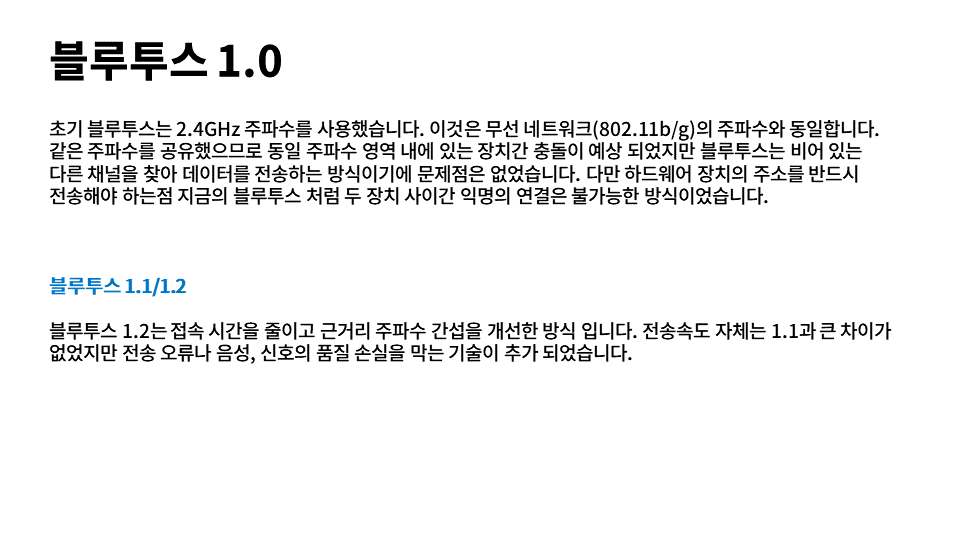 블루투스 1.0
초기 블루투스는 2.4GHz 주파수를 사용했습니다. 이것은 무선 네트워크(802.11b/g)의 주파수와 동일합니다.
같은 주파수를 공유했으므로 동일 주파수 영역 내에 있는 장치간 충돌이 예상 되었지만 블루투스는 비어 있는
다른 채널을 찾아 데이터를 전송하는 방식이기에 문제점은 없었습니다. 다만 하드웨어 장치의 주소를 반드시
전송해야 하는점 지금의 블루투스 처럼 두 장치 사이간 익명의 연결은 불가능한 방식이었습니다.
블루투스 1.1/1.2
블루투스 1.2는 접속 시간을 줄이고 근거리 주파수 간섭을 개선한 방식 입니다. 전송속도 자체는 1.1과 큰 차이가
없었지만 전송 오류나 음성, 신호의 품질 손실을 막는 기술이 추가 되었습니다.